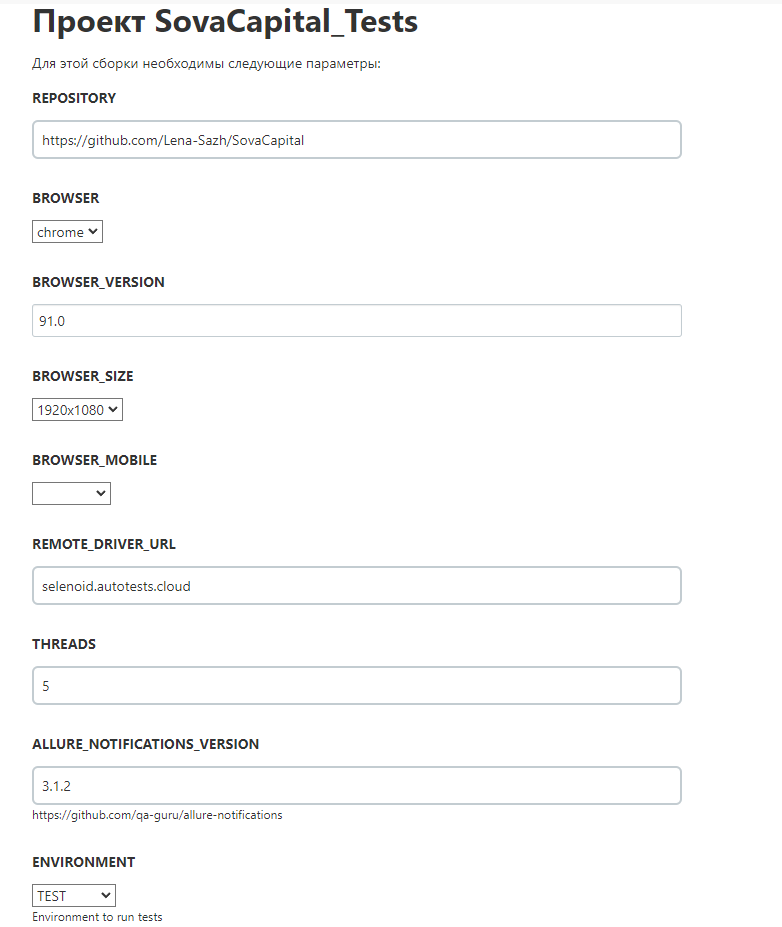 Проект SovaCapital_Tests
Для этой сборки необходимы следующие параметры:
REPOSITORY
https://github.com/Lena-Sazh/SovaCapital
BROWSER
chrome
BROWSER_VERSION
91.0
BROWSER_SIZE
1920x1080
BROWSER_MOBILE
REMOTE_DRIVER_URL
selenoid.autotests.cloud
THREADS
5
ALLURE_NOTIFICATIONS_VERSION
3.1.2
https://github.com/qa-guru/allure-notifications
ENVIRONMENT
TEST
Environment to run tests